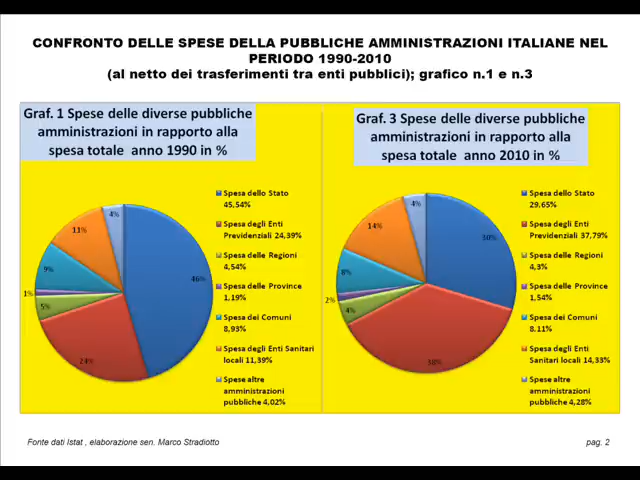 CONFRONTO DELLE SPESE DELLA PUBBLICHE AMMINISTRAZIONI ITALIANE NEL
PERIODO 1990-2010
(al netto dei trasferimenti tra enti pubblici); grafico n.1 e n.3
Graf. 1 Spese delle diverse pubbliche
amministrazioni in rapporto alla
spesa totale anno 1990 in %
4%
11%
9%
1%
5%
24%
46%
Spesa dello Stato
45,54%
Spesa degli Enti
Previdenziali 24,39%
Spesa delle Regioni
4,54%
Spesa delle Province
1,19%
Spesa dei Comuni
8,93%
Spesa degli Enti Sanitari
locali 11,39%
Spese altre
amministrazioni
pubbliche 4,02%
Graf. 3 Spese delle diverse pubbliche
amministrazioni in rapporto alla
spesa totale anno 2010 in %
4%
14%
8%
2%
4%
38%
30%
Spesa dello Stato
29.65%
Spesa degli Enti
Previdenziali 37,79%
Spesa delle Regioni
4,3%
Spesa delle Province
1,54%
Spesa dei Comuni
8.11%
Spesa degli Enti
Sanitari locali 14,33%
Spesa altre
amministrazioni
pubbliche 4,28%
Fonte dati Istat , elaborazione sen. Marco Stradiotto
pag. 2